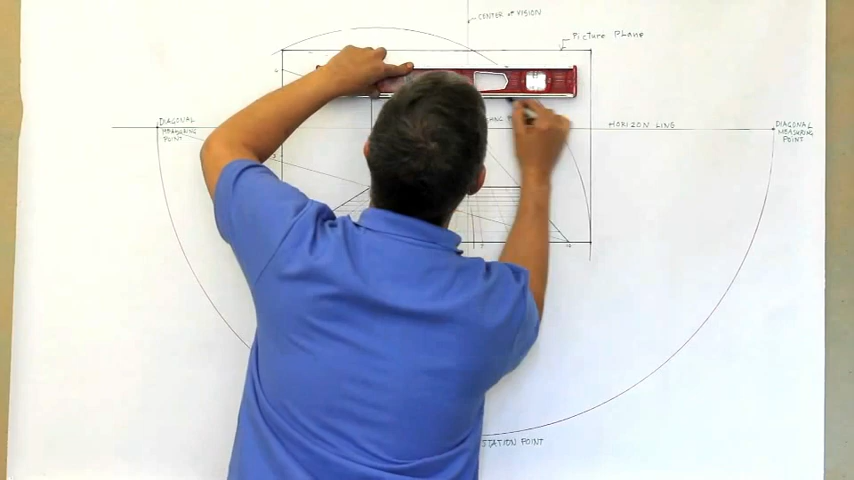 CENTER of VISION
Picture Plane
DIAGONAL
MEASURING
POINT
HORIZON LINE
DIAGONAL
MEASURING
POINT
STATION POINT